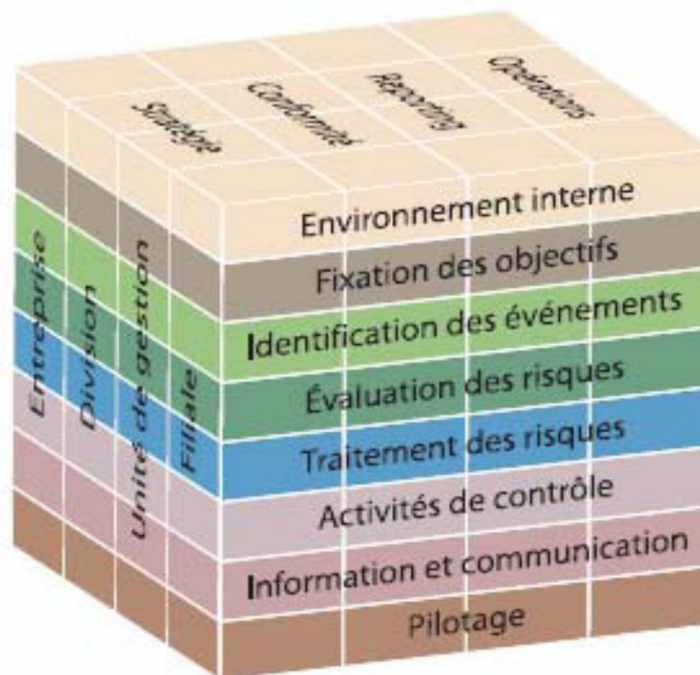 Stratégie
Conformité
Reporting
Opérations
Environnement interne
Fixation des objectifs
Identification des événements
Évaluation des risques
Traitement des risques
Activités de contrôle
Information et communication
Pilotage
Entreprise
Division
Unité de gestion
Filiale